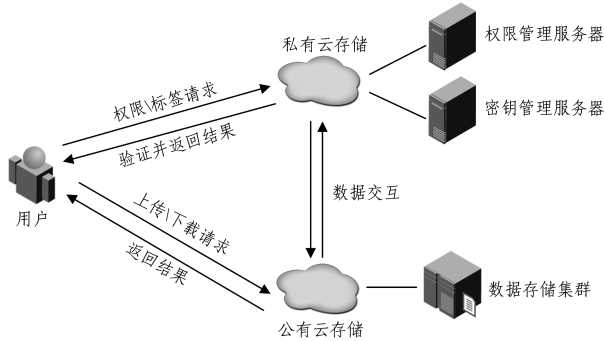 私有云存储
权限管理服务器
权限\标签请求
密钥管理服务器
验证并返回结果
用户
数据交互
上传\下载请求
返回结果
数据存储集群
公有云存储